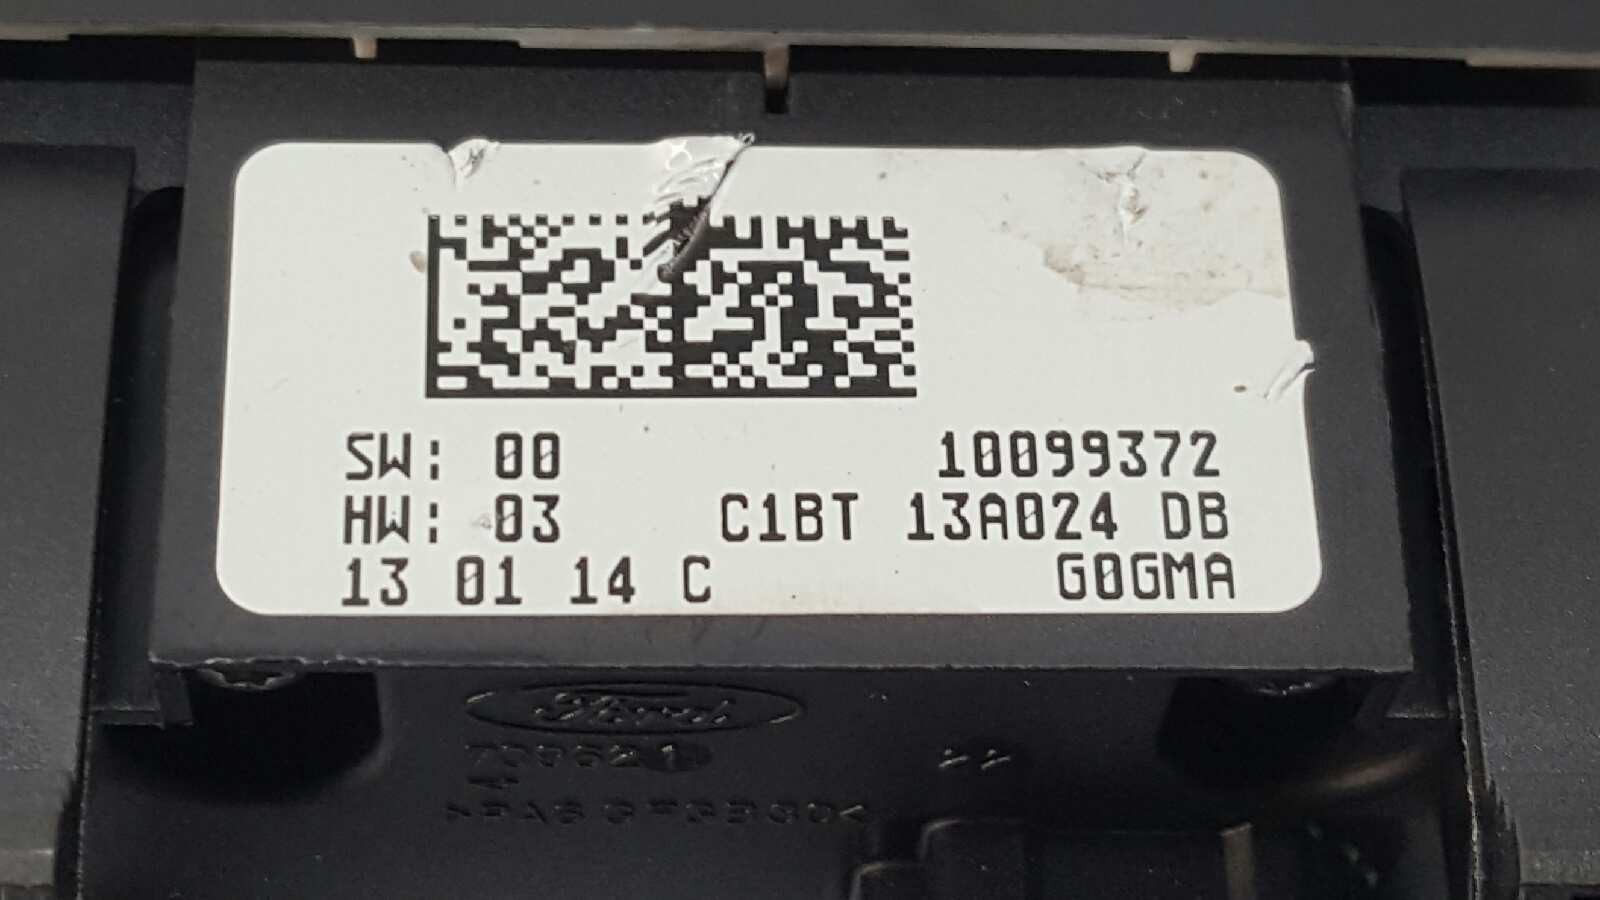 SW: 00 10099372
HW: 03 C1BT 13A024 DB
13 01 14 C G0GMA
Ford